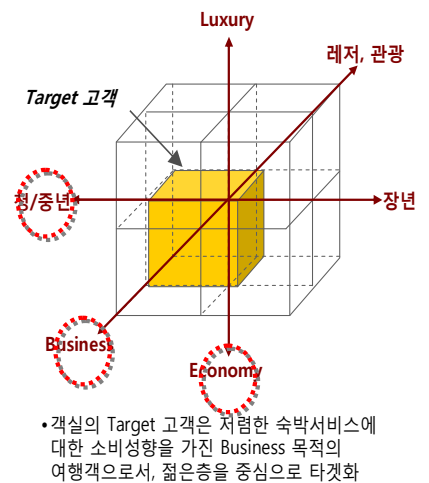 Luxury
레저, 관광
Target 고객
청/중년
장년
Business
Economy
•객실의 Target 고객은 저렴한 숙박서비스에
대한 소비성향을 가진 Business 목적의
여행객으로서, 젊은층을 중심으로 타겟화